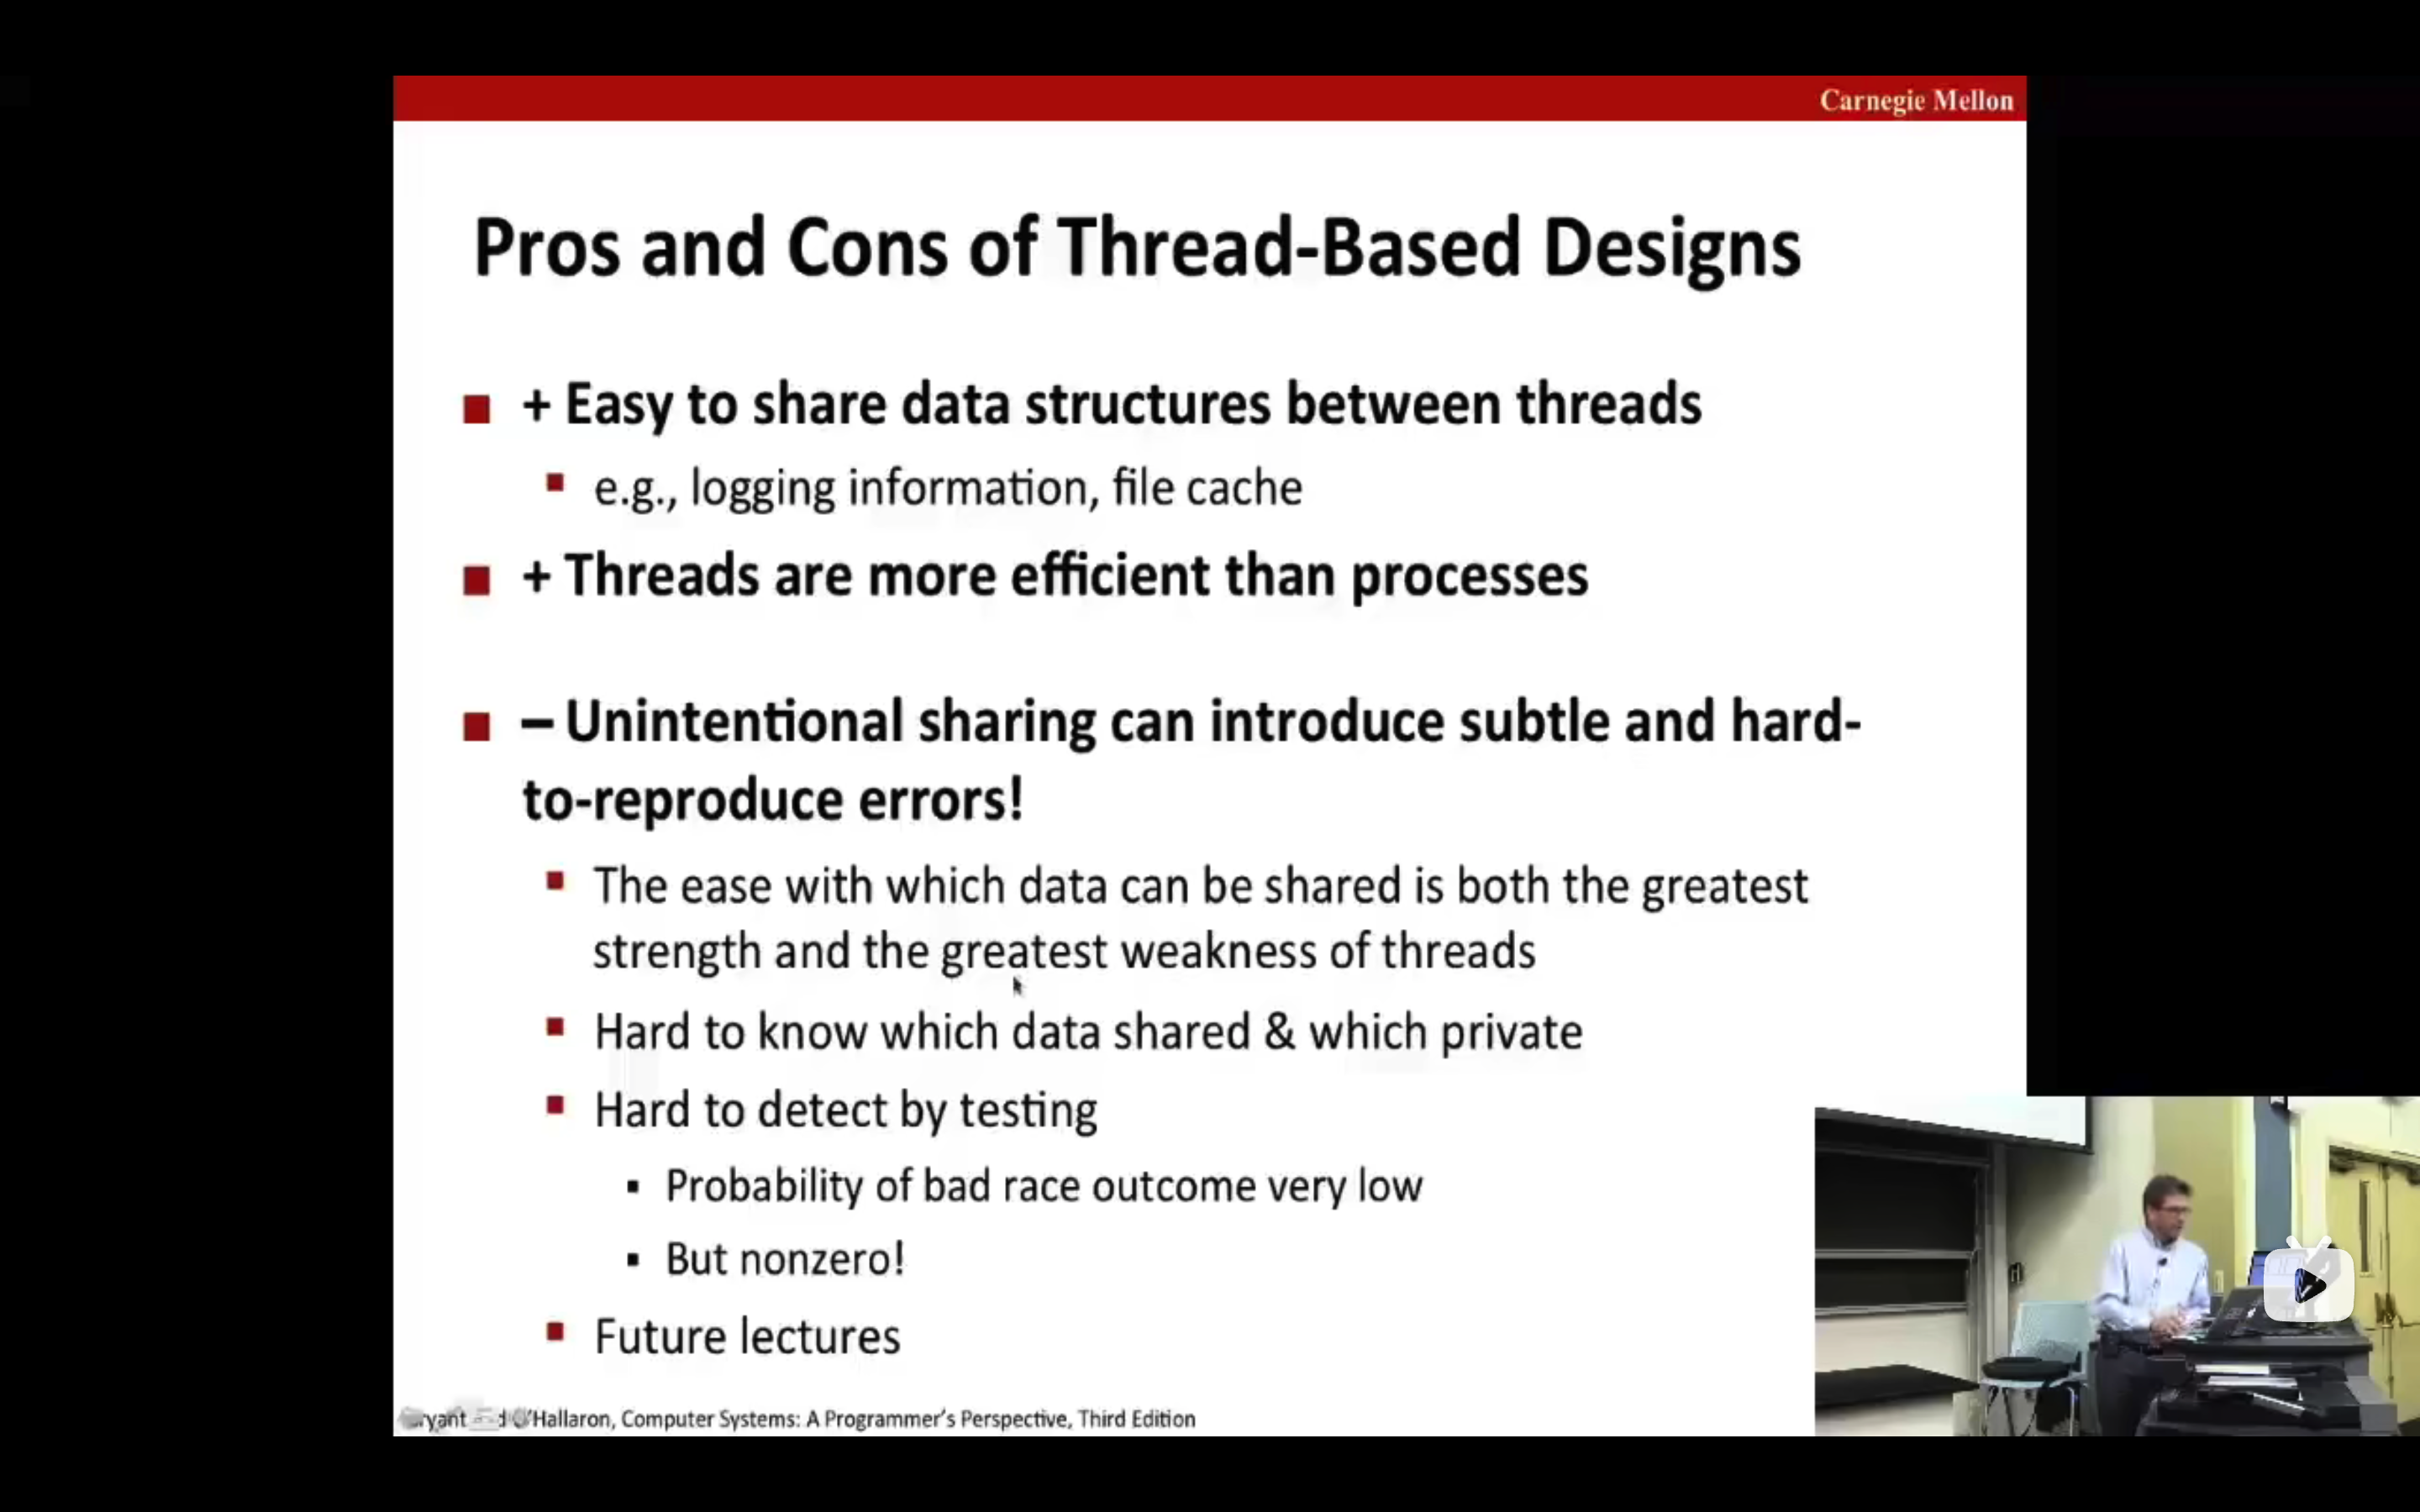 Carnegie Mellon
Pros and Cons of Thread-Based Designs
+ Easy to share data structures between threads
e.g., logging information, file cache
+ Threads are more efficient than processes
– Unintentional sharing can introduce subtle and hard-
to-reproduce errors!
The ease with which data can be shared is both the greatest
strength and the greatest weakness of threads
Hard to know which data shared & which private
Hard to detect by testing
Probability of bad race outcome very low
But nonzero!
Future lectures
O'Hallaron, Computer Systems: A Programmer's Perspective, Third Edition